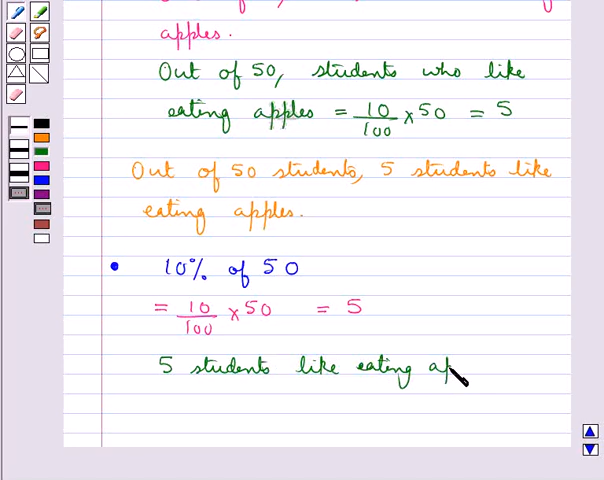 apples.
Out of 50, students who like
eating apples = 10/100 × 50 = 5
Out of 50 students, 5 students like
eating apples.
• 10% of 50
= 10/100 × 50 = 5
5 students like eating ap